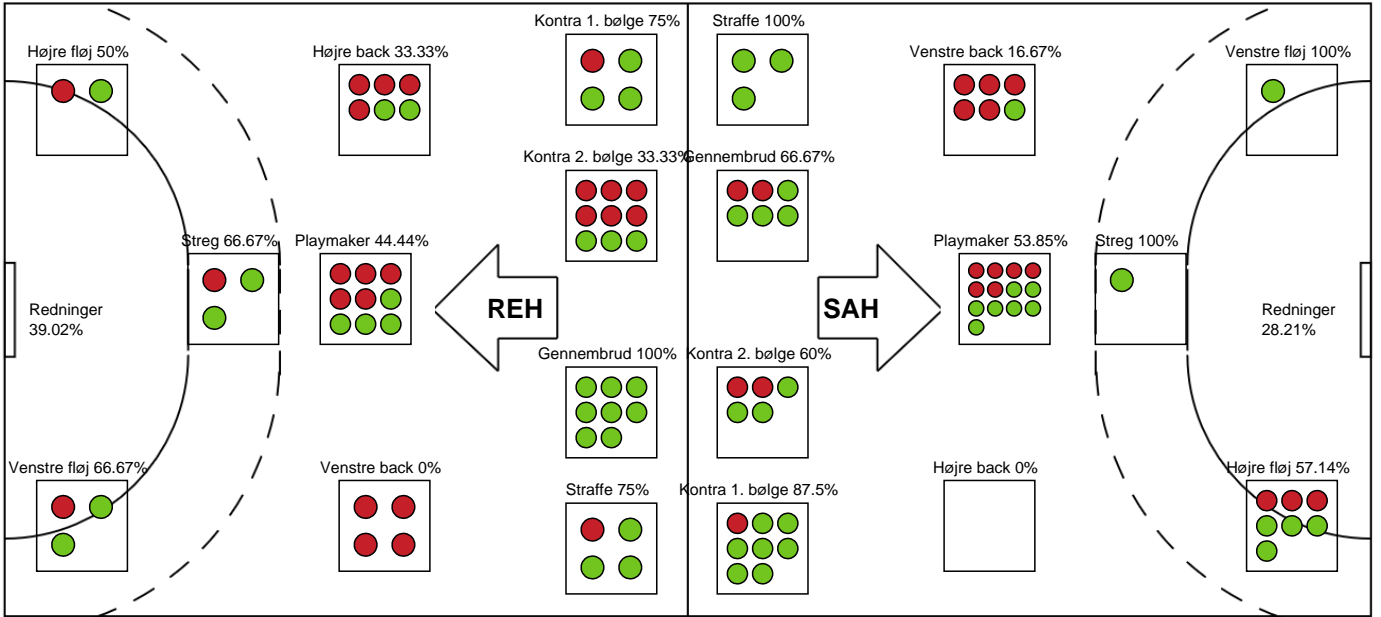 Kontra 1. bølge 75%
Straffe 100%
Højre fløj 50%
Højre back 33.33%
Venstre back 16.67%
Venstre fløj 100%
Kontra 2. bølge 33.33%
Gennembrud 66.67%
Streg 66.67%
Playmaker 44.44%
Playmaker 53.85%
Streg 100%
Redninger
39.02%
REH
SAH
Redninger
28.21%
Gennembrud 100%
Kontra 2. bølge 60%
Venstre fløj 66.67%
Venstre back 0%
Straffe 75%
Kontra 1. bølge 87.5%
Højre back 0%
Højre fløj 57.14%